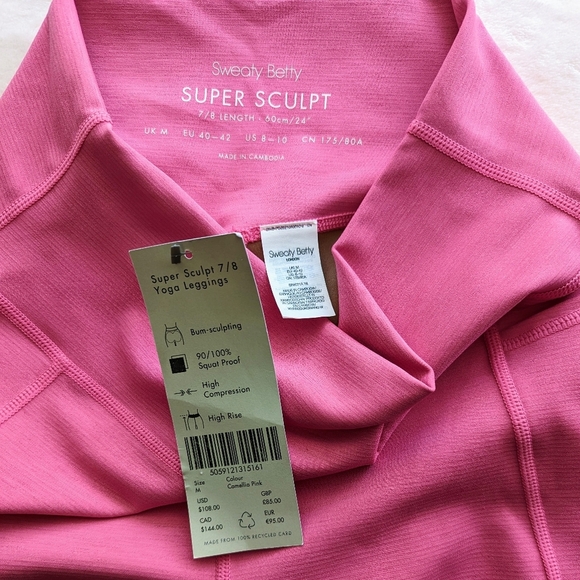 Sweaty Betty
SUPER SCULPT
7/8 LENGTH • 60cm/24"
UK M EU 40–42 US 8–10 CN 175/80A
MADE IN CAMBODIA
Sweaty Betty
LONDON
Super Sculpt 7/8
Yoga Leggings
Bum-sculpting
90/100%
Squat Proof
High
Compression
High Rise
5059121315161
Size Colour
M Camellia Pink
USD GBP
$108.00 £85.00
CAD EUR
$144.00 €95.00
MADE FROM 100% RECYCLED CARD